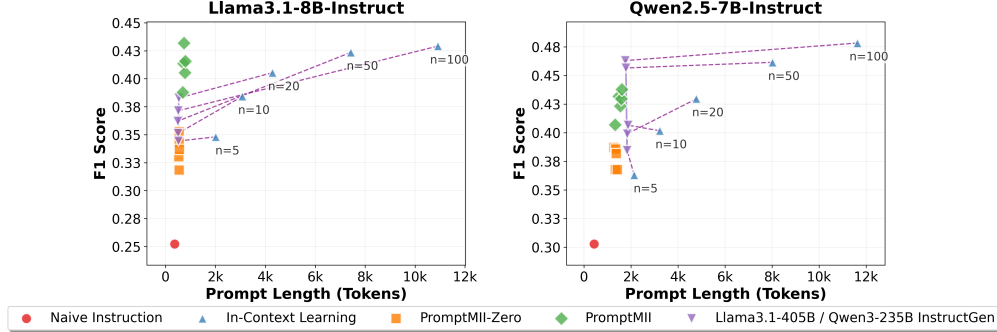 Llama3.1-8B-Instruct
F1 Score
0.45
0.43
0.40
0.38
0.35
0.33
0.30
0.28
0.25
n=5
n=10
n=20
n=50
n=100
0 2k 4k 6k 8k 10k 12k
Prompt Length (Tokens)
Qwen2.5-7B-Instruct
F1 Score
0.48
0.45
0.43
0.40
0.38
0.35
0.33
0.30
n=5
n=10
n=20
n=50
n=100
0 2k 4k 6k 8k 10k 12k
Prompt Length (Tokens)
Naive Instruction In-Context Learning PromptMII-Zero PromptMII Llama3.1-405B / Qwen3-235B InstructGen